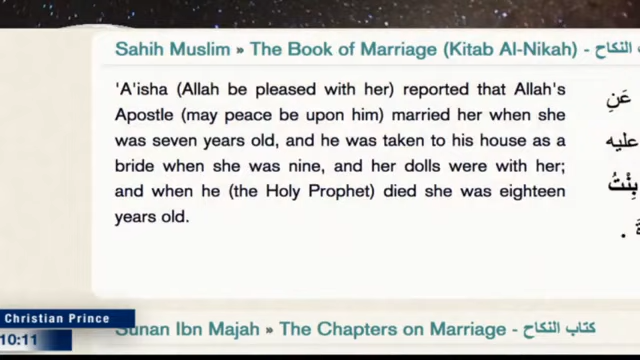 Sahih Muslim » The Book of Marriage (Kitab Al-Nikah) - النكاح
'A'isha (Allah be pleased with her) reported that Allah's
عَنِ
Apostle (may peace be upon him) married her when she
was seven years old, and he was taken to his house as a
عليه
bride when she was nine, and her dolls were with her;
and when he (the Holy Prophet) died she was eighteen
بِنْتُ
years old.
Christian Prince
10:11
Sunan Ibn Majah » The Chapters on Marriage - كتاب النكاح